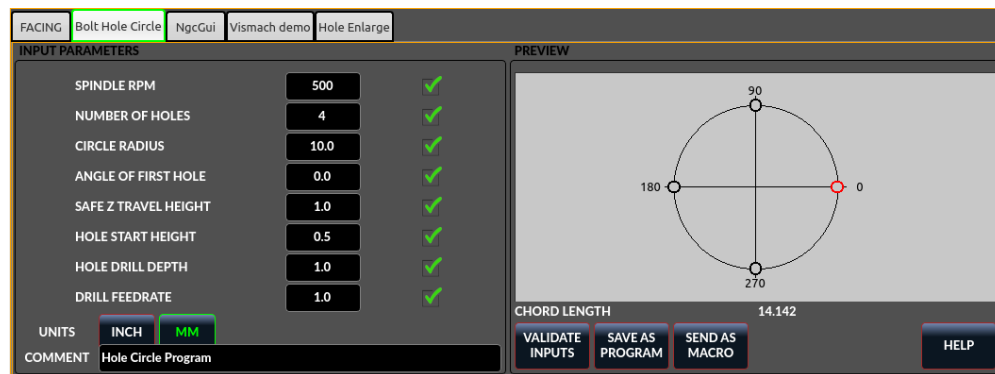 FACING Bolt Hole Circle NgcGui Vismach demo Hole Enlarge
INPUT PARAMETERS
SPINDLE RPM 500
NUMBER OF HOLES 4
CIRCLE RADIUS 10.0
ANGLE OF FIRST HOLE 0.0
SAFE Z TRAVEL HEIGHT 1.0
HOLE START HEIGHT 0.5
HOLE DRILL DEPTH 1.0
DRILL FEEDRATE 1.0
UNITS INCH MM
COMMENT Hole Circle Program
PREVIEW
90
180 0
270
CHORD LENGTH 14.142
VALIDATE INPUTS
SAVE AS PROGRAM
SEND AS MACRO
HELP